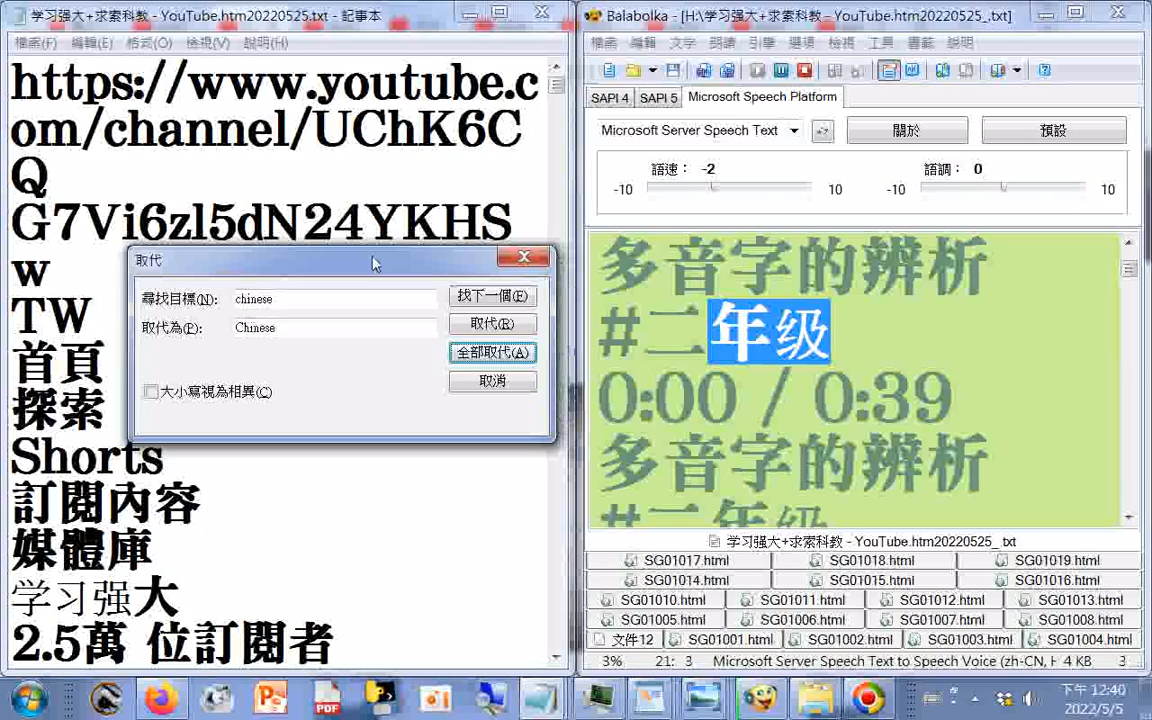 学习强大+求索科教 - YouTube.htm20220525.txt - 記事本
檔案(F) 編輯(E) 格式(O) 檢視(V) 說明(H)
https://www.youtube.c
om/channel/UChK6C
Q
G7Vi6zl5dN24YKHS
w
TW
首頁
探索
Shorts
訂閱內容
媒體庫
学习强大
2.5萬 位訂閱者
取代
尋找目標(N): chinese
取代為(P): Chinese
大小寫視為相異(C)
找下一個(F)
取代(R)
全部取代(A)
取消
Balabolka - [H:\学习强大+求索科教 - YouTube.htm20220525_.txt]
檔案 編輯 文字 朗讀 引擎 選項 檢視 工具 書籤 說明
SAPI 4 SAPI 5 Microsoft Speech Platform
Microsoft Server Speech Text 關於 預設
語速: -2 語調: 0
-10 10 -10 10
多音字的辨析
#二年级
0:00 / 0:39
多音字的辨析
#二年级
学习强大+求索科教 - YouTube.htm20220525_.txt
SG01017.html SG01018.html SG01019.html
SG01014.html SG01015.html SG01016.html
SG01010.html SG01011.html SG01012.html SG01013.html
SG01005.html SG01006.html SG01007.html SG01008.html
文件12 SG01001.html SG01002.html SG01003.html SG01004.html
3% 21: 3 Microsoft Server Speech Text to Speech Voice (zh-CN, H 4 KB 3
PDF
下午 12:40
2022/5/5